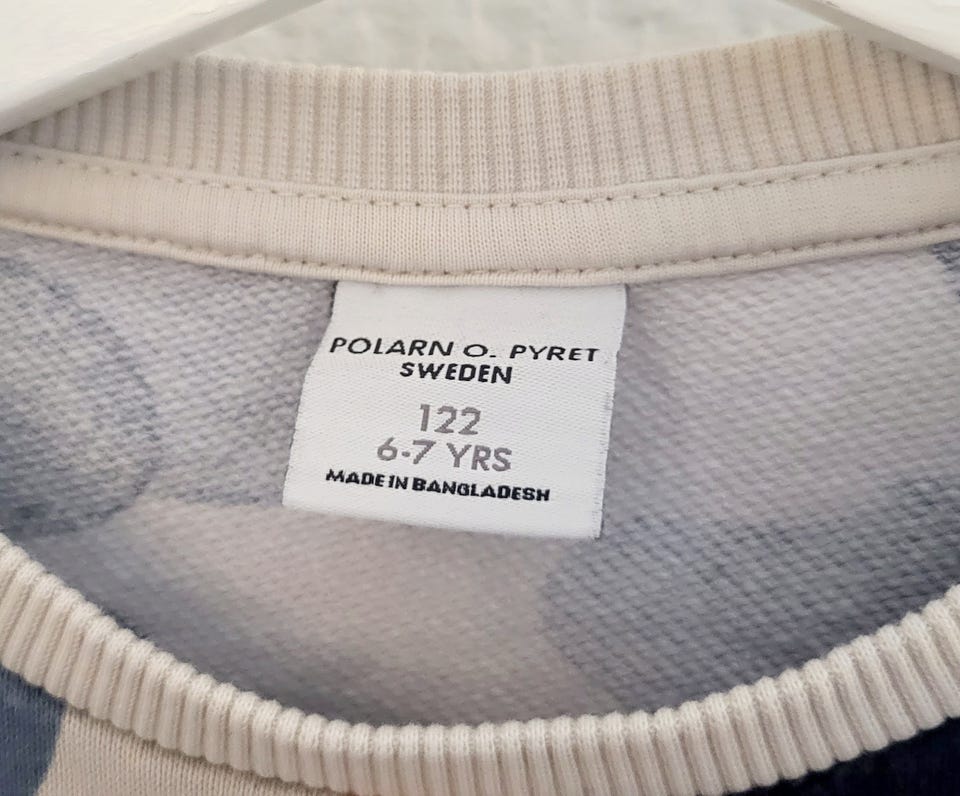 POLARN O. PYRET
SWEDEN
122
6-7 YRS
MADE IN BANGLADESH